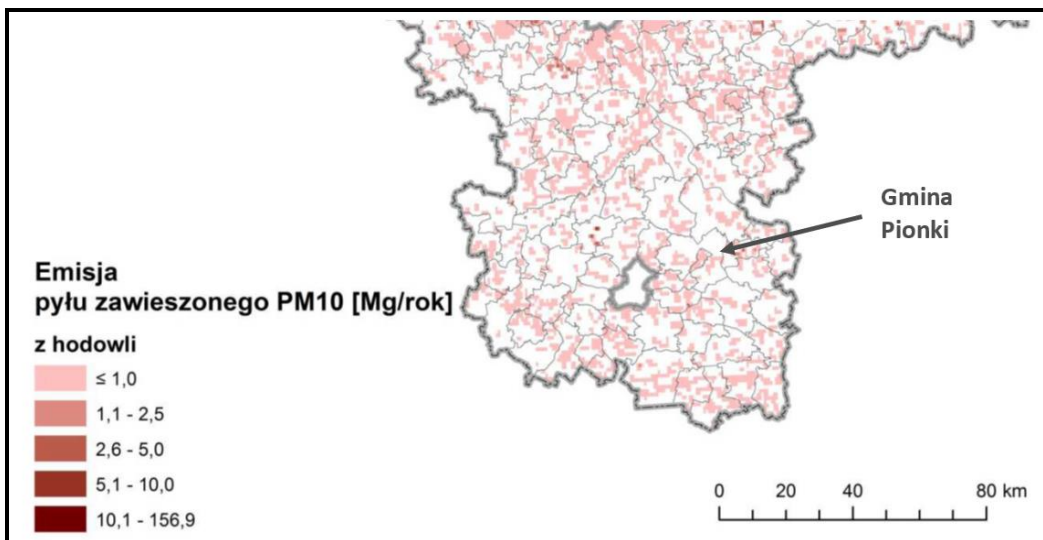 Gmina
Pionki
Emisja
pyłu zawieszonego PM10 [Mg/rok]
z hodowli
≤ 1,0
1,1 - 2,5
2,6 - 5,0
5,1 - 10,0
10,1 - 156,9
0 20 40 80 km